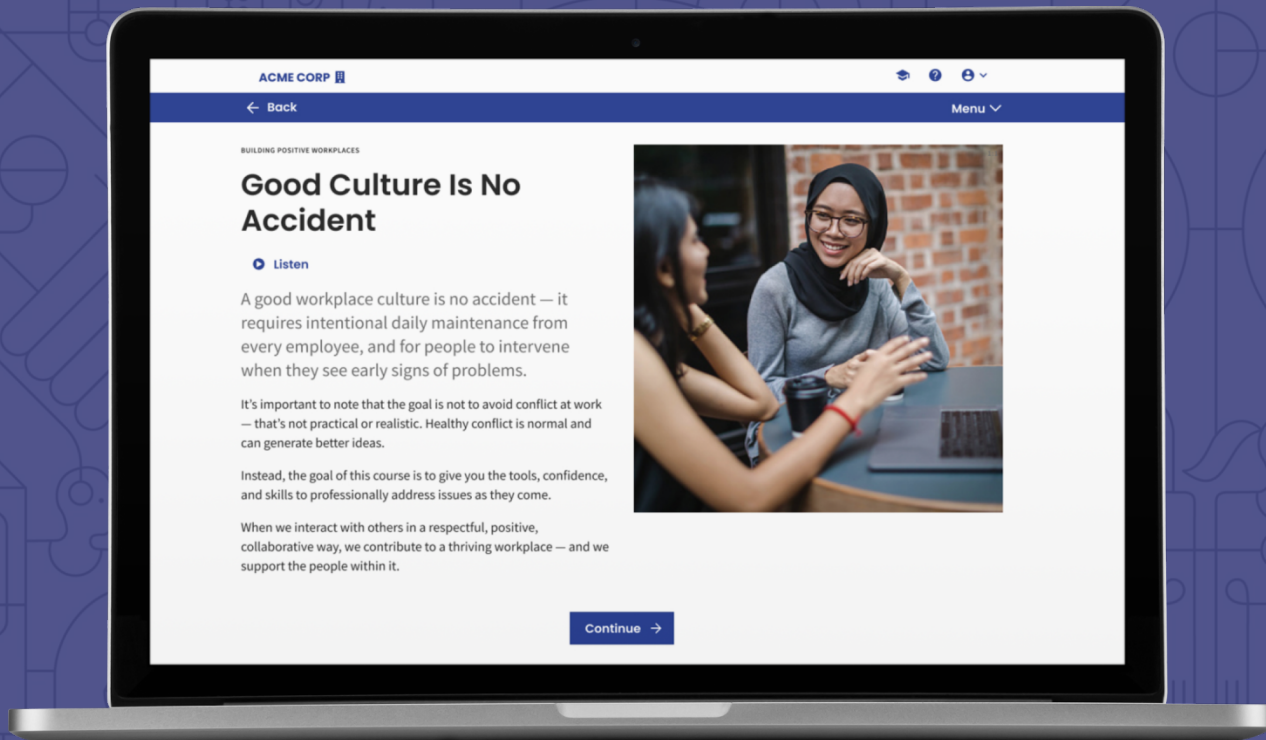 ACME CORP
Back
Menu
BUILDING POSITIVE WORKPLACES
Good Culture Is No
Accident
Listen
A good workplace culture is no accident — it
requires intentional daily maintenance from
every employee, and for people to intervene
when they see early signs of problems.
It's important to note that the goal is not to avoid conflict at work
— that's not practical or realistic. Healthy conflict is normal and
can generate better ideas.
Instead, the goal of this course is to give you the tools, confidence,
and skills to professionally address issues as they come.
When we interact with others in a respectful, positive,
collaborative way, we contribute to a thriving workplace — and we
support the people within it.
Continue